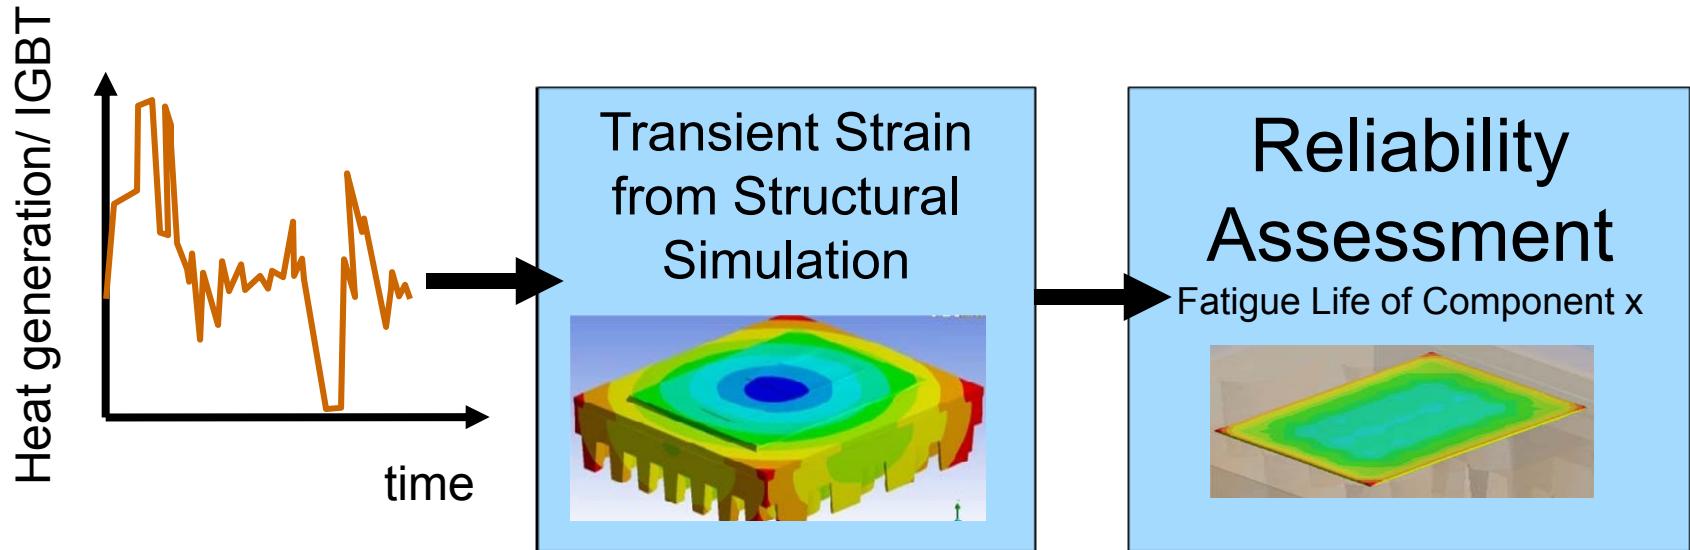 Heat generation/ IGBT
time
Transient Strain
from Structural
Simulation
Reliability
Assessment
Fatigue Life of Component x